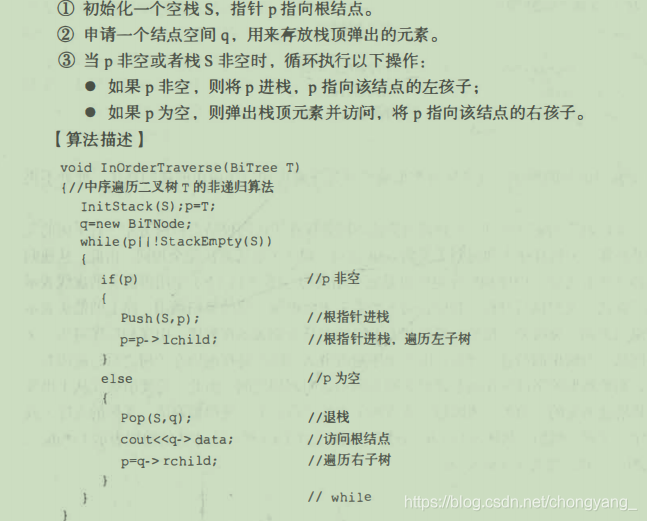 ① 初始化一个空栈 S，指针 p 指向根结点。
② 申请一个结点空间 q，用来存放栈顶弹出的元素。
③ 当 p 非空或者栈 S 非空时，循环执行以下操作：
● 如果 p 非空，则将 p 进栈，p 指向该结点的左孩子；
● 如果 p 为空，则弹出栈顶元素并访问，将 p 指向该结点的右孩子。
【算法描述】
void InOrderTraverse(BiTree T)
{//中序遍历二叉树 T 的非递归算法
InitStack(S);p=T;
q=new BiTNode;
while(p||!StackEmpty(S))
{
if(p) //p 非空
{
Push(S,p); //根指针进栈
p=p->lchild; //根指针进栈，遍历左子树
}
else //p 为空
{
Pop(S,q); //退栈
cout<<q->data; //访问根结点
p=q->rchild; //遍历右子树
}
} // while
}
https://blog.csdn.net/chongyang_